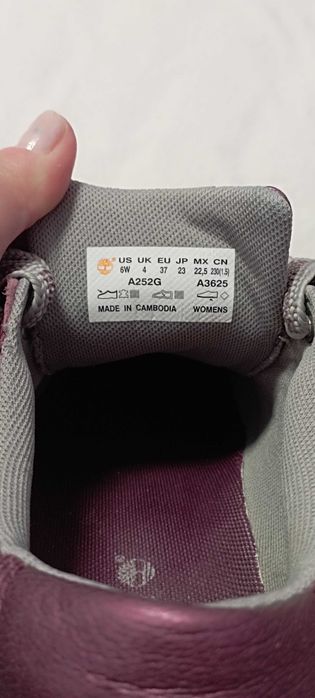 US UK EU JP MX CN
6W 4 37 23 22,5 230(1.5)
A252G A3625
MADE IN CAMBODIA WOMENS